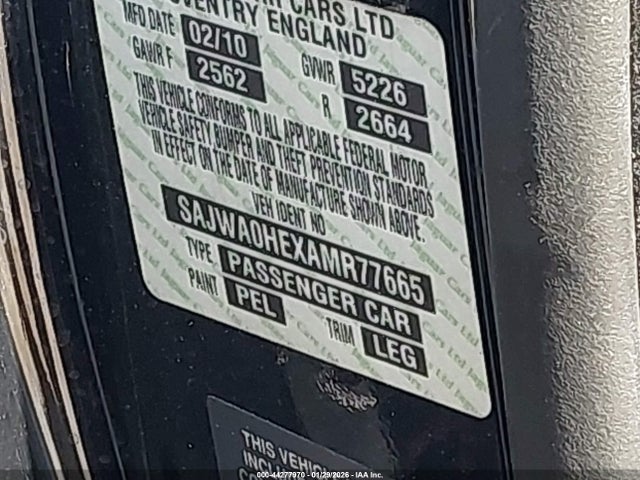 CARS LTD
COVENTRY ENGLAND
MFD DATE 02/10 GVWR 5226
GAWR F 2562 R 2664
THIS VEHICLE CONFORMS TO ALL APPLICABLE FEDERAL MOTOR
VEHICLE SAFETY BUMPER AND THEFT PREVENTION STANDARDS
IN EFFECT ON THE DATE OF MANUFACTURE SHOWN ABOVE.
VEH IDENT NO
SAJWA0HEXAMR77665
TYPE PASSENGER CAR
PAINT PEL TRIM LEG
THIS VEHICL
000-44277970 - 01/29/2026 - IAA Inc.